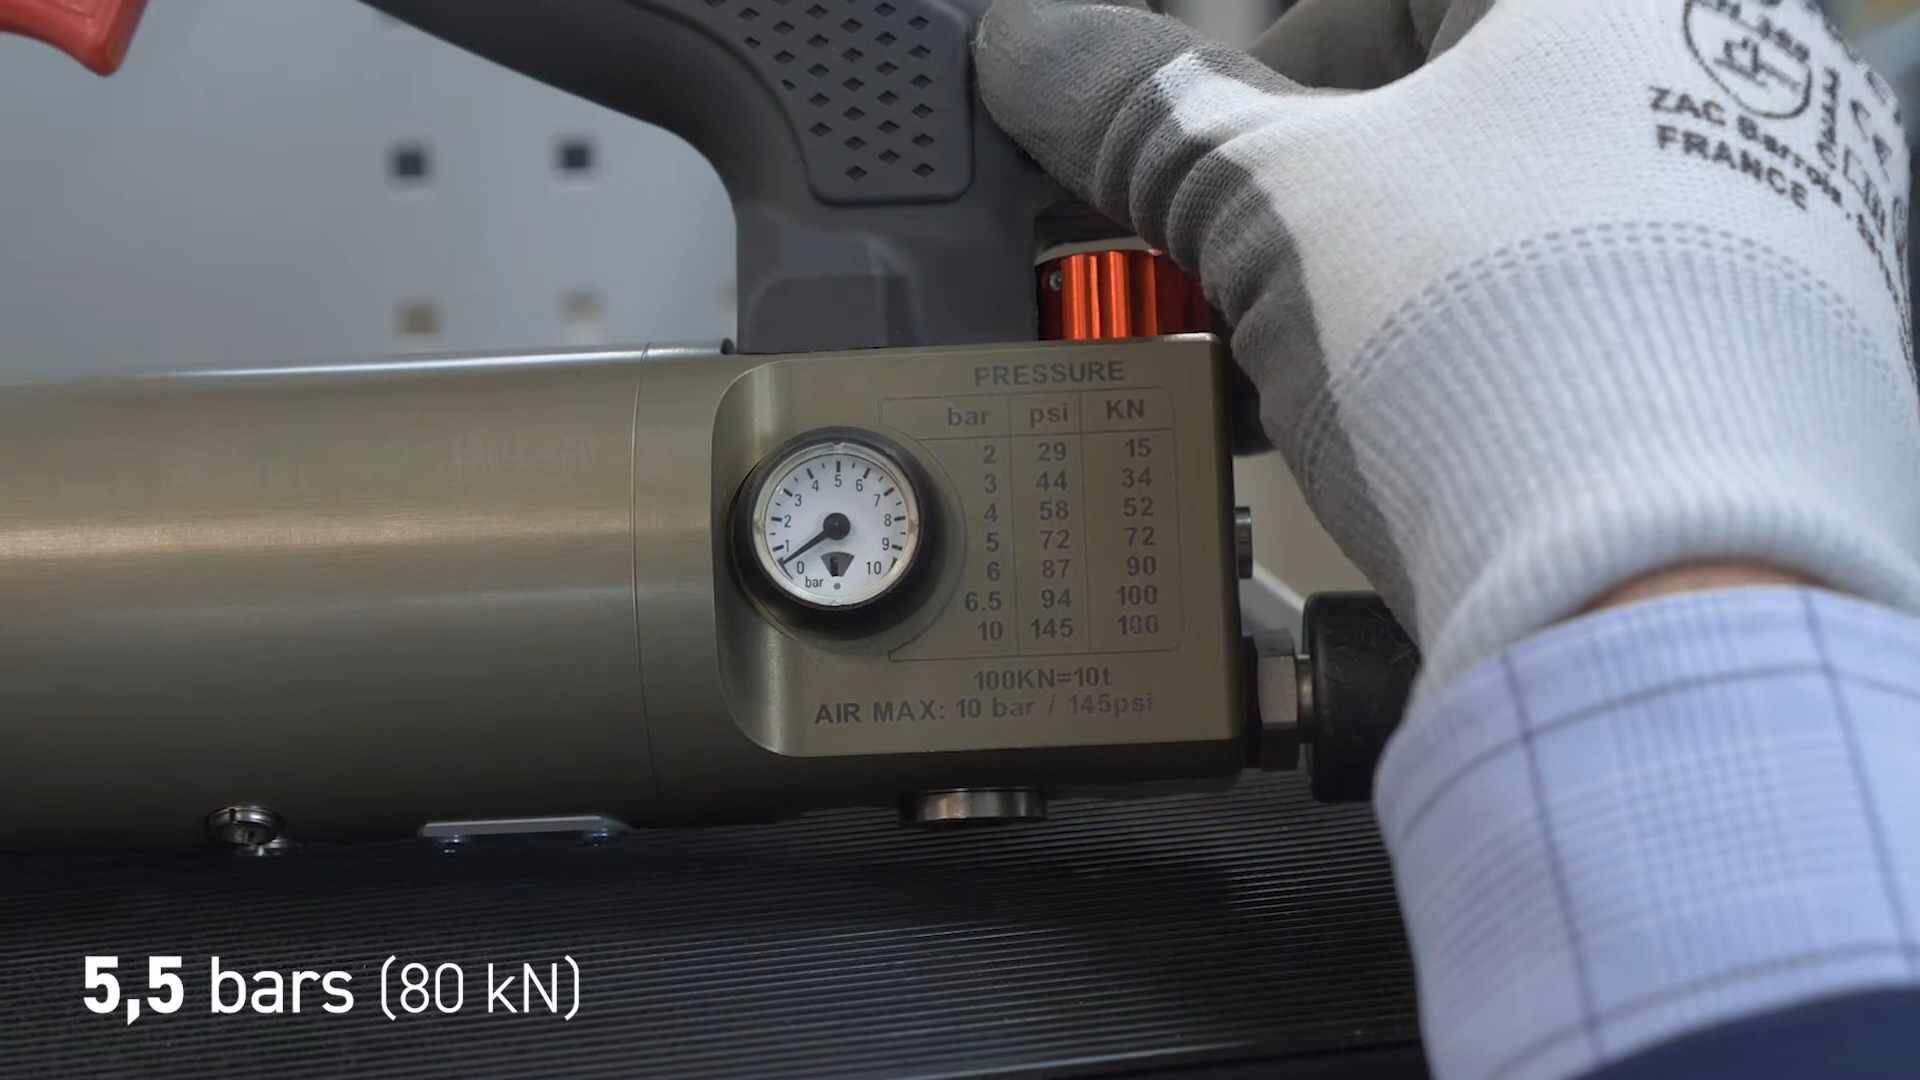 ZAC Barrois
FRANCE
PRESSURE
bar psi KN
2 29 15
3 44 34
4 58 52
5 72 72
6 87 90
6.5 94 100
10 145 100
100KN=10t
AIR MAX: 10 bar / 145psi
0 1 2 3 4 5 6 7 8 9 10
bar
5,5 bars (80 kN)